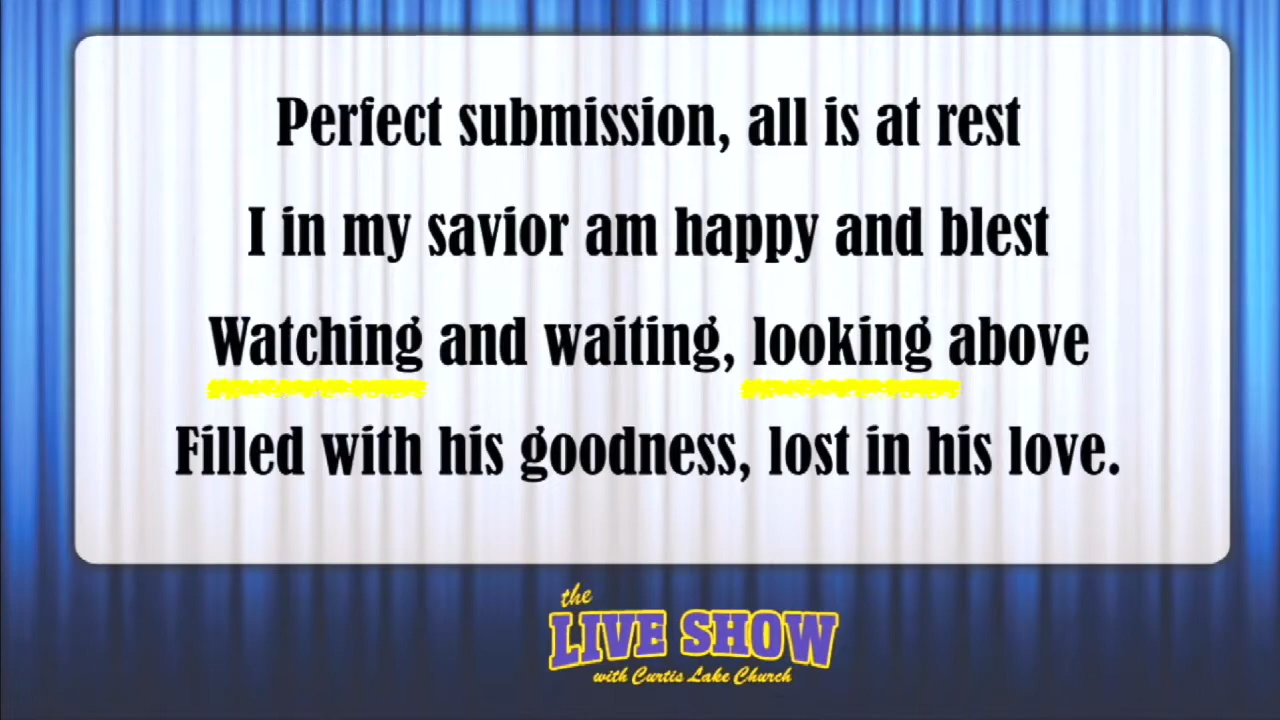 Perfect submission, all is at rest
I in my savior am happy and blest
Watching and waiting, looking above
Filled with his goodness, lost in his love.
the
LIVE SHOW
with Curtis Lake Church